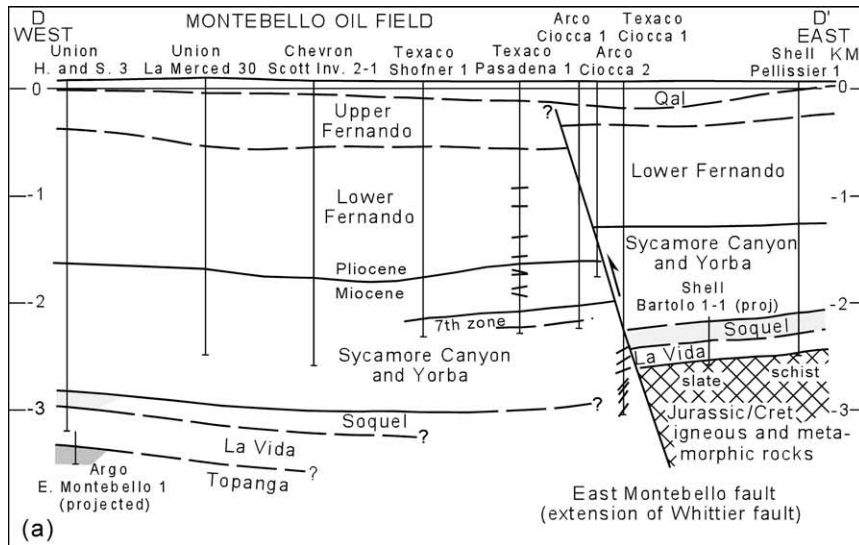 D
WEST
MONTEBELLO OIL FIELD
D'
EAST
KM
Union
H. and S. 3
Union
La Merced 30
Chevron
Scott Inv. 2-1
Texaco
Shofner 1
Texaco
Pasadena 1
Arco
Ciocca 1
Arco
Ciocca 2
Texaco
Ciocca 1
Shell
Pellissier 1
0
0
Qal
?
Upper
Fernando
-1
-1
Lower
Fernando
Lower Fernando
Pliocene
Miocene
Sycamore Canyon
and Yorba
-2
-2
Shell
Bartolo 1-1 (proj)
7th zone
Soquel
Sycamore Canyon
and Yorba
La Vida
slate
schist
-3
-3
?
Soquel
?
Jurassic/Cret
igneous and meta-
morphic rocks
La Vida
Topanga
?
Argo
E. Montebello 1
(projected)
East Montebello fault
(extension of Whittier fault)
(a)